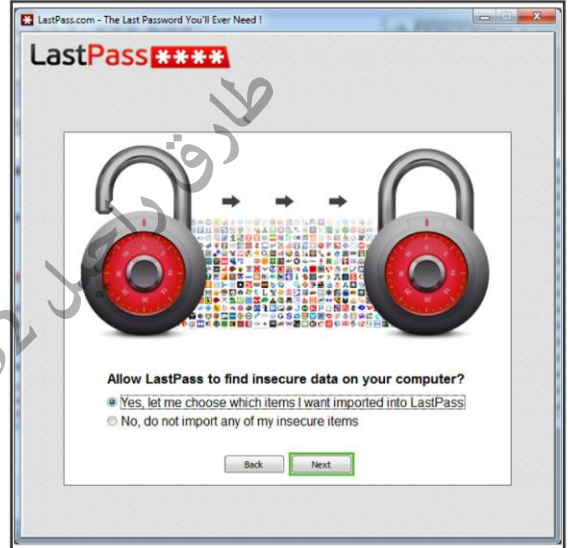 LastPass.com - The Last Password You'll Ever Need !
LastPass ****
Allow LastPass to find insecure data on your computer?
Yes, let me choose which items I want imported into LastPass
No, do not import any of my insecure items
Back
Next
طارق راحيل